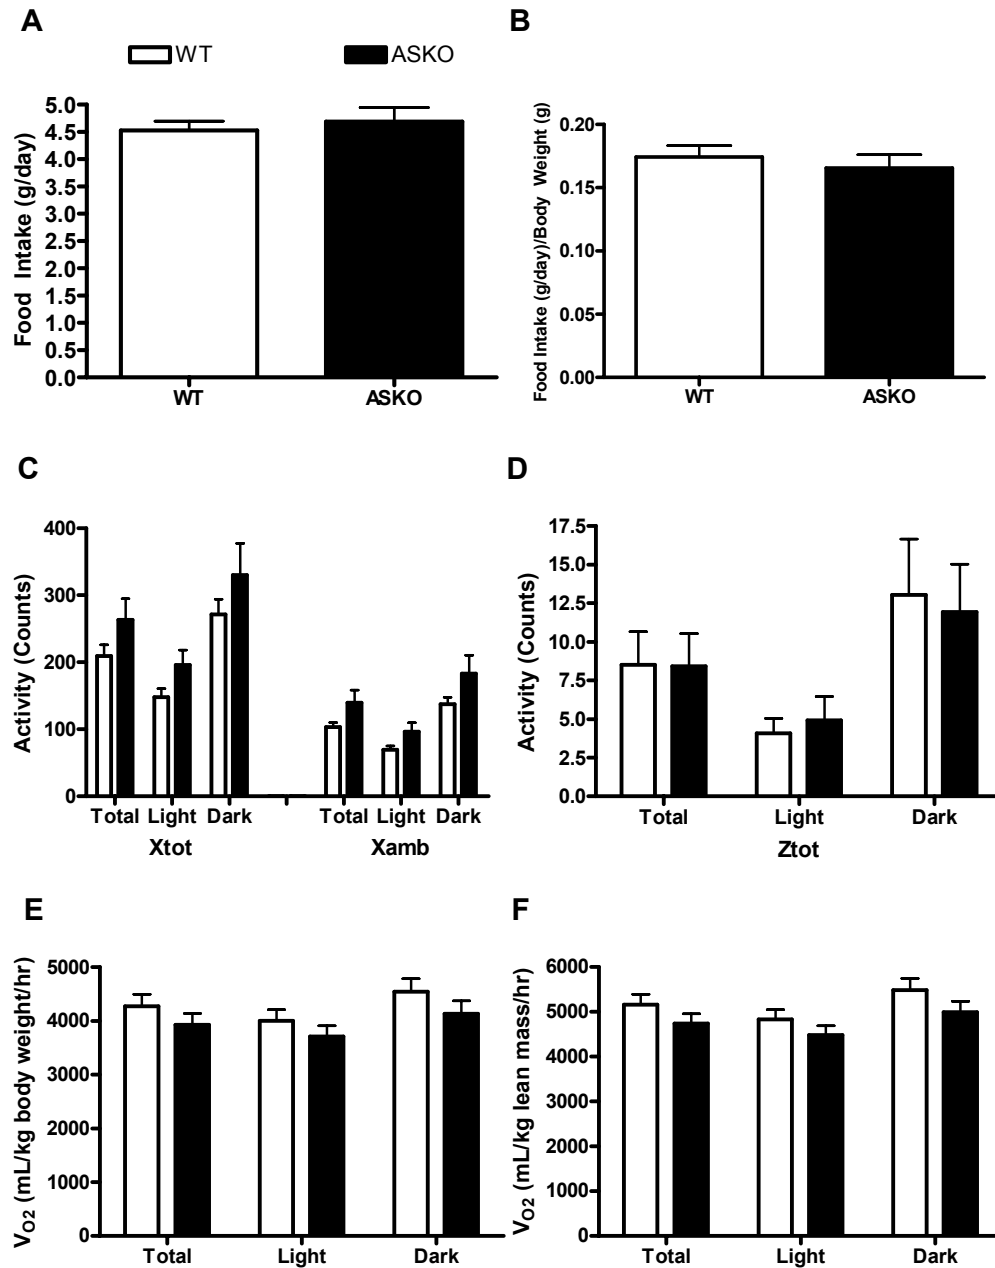 A
B
WT ASKO
Food Intake (g/day)
5.0
4.5
4.0
3.5
3.0
2.5
2.0
1.5
1.0
0.5
0.0
WT ASKO
Food Intake (g/day)/Body Weight (g)
0.20
0.15
0.10
0.05
0.00
WT ASKO
C
D
Activity (Counts)
400
300
200
100
0
Total Light Dark Total Light Dark
Xtot Xamb
Activity (Counts)
17.5
15.0
12.5
10.0
7.5
5.0
2.5
0.0
Total Light Dark
Ztot
E
F
VO2 (mL/kg body weight/hr)
5000
4000
3000
2000
1000
0
Total Light Dark
VO2 (mL/kg lean mass/hr)
6000
5000
4000
3000
2000
1000
0
Total Light Dark